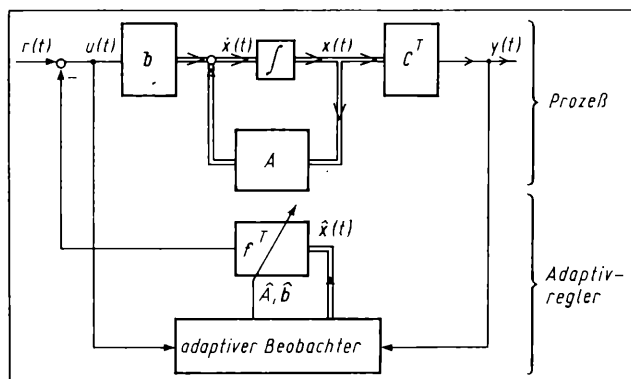 r(t) u(t) b ẋ(t) ∫ x(t) C^T y(t)
−
Prozeß
A
f^T x̂(t)
Â, b̂
Adaptiv-
regler
adaptiver Beobachter